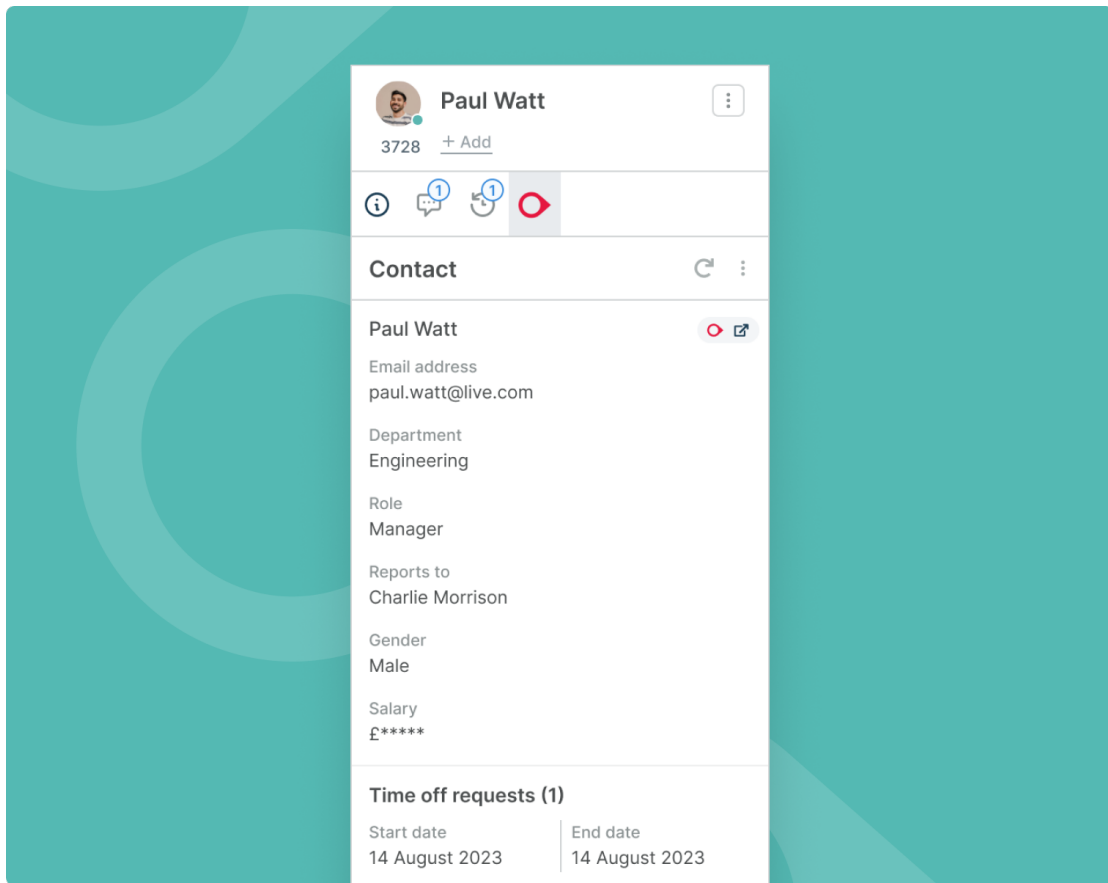 Paul Watt
3728 + Add
1 1
Contact
Paul Watt
Email address
paul.watt@live.com
Department
Engineering
Role
Manager
Reports to
Charlie Morrison
Gender
Male
Salary
£*****
Time off requests (1)
Start date End date
14 August 2023 14 August 2023